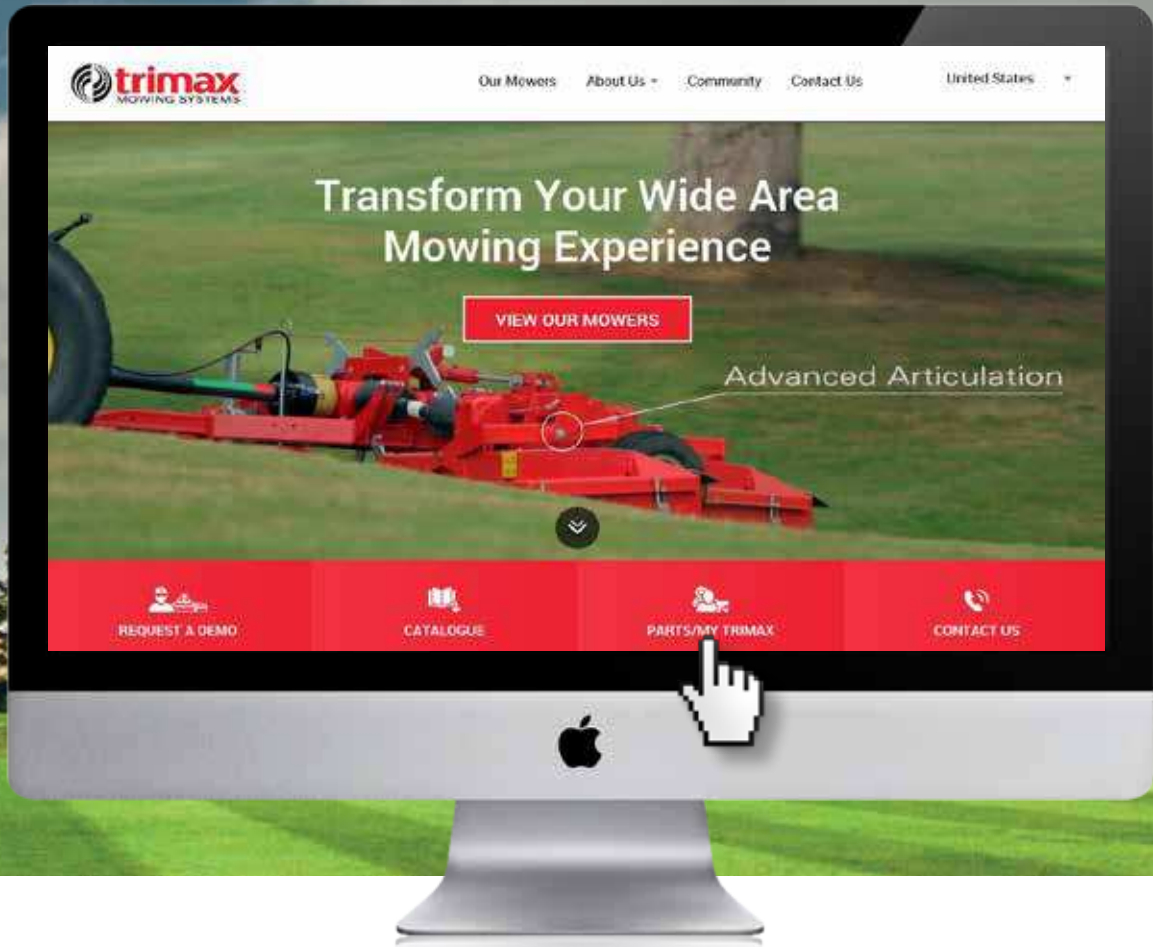 trimax
MOWING SYSTEMS
Our Mowers About Us Community Contact Us United States
Transform Your Wide Area
Mowing Experience
VIEW OUR MOWERS
Advanced Articulation
REQUEST A DEMO CATALOGUE PARTS/MY TRIMAX CONTACT US